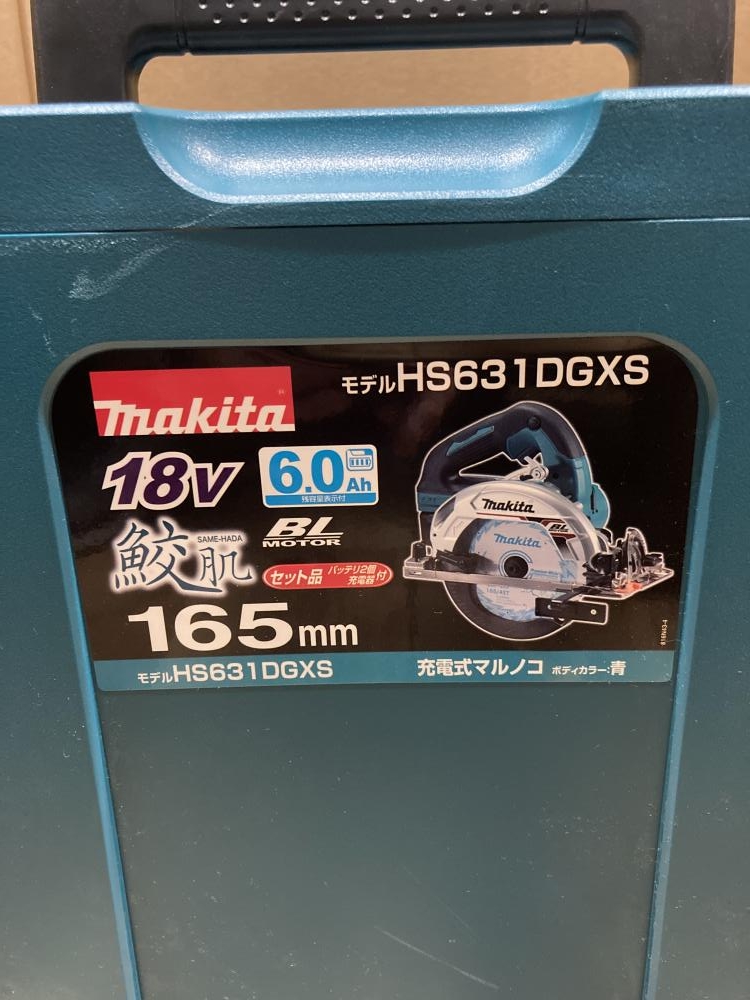 モデルHS631DGXS
makita®
18V
6.0Ah
残容量表示付
鮫肌
SAME-HADA
BL
MOTOR
セット品 バッテリ2個 充電器付
165mm
makita
BL
makita
モデルHS631DGXS
充電式マルノコ ボディカラー:青
816N43-4